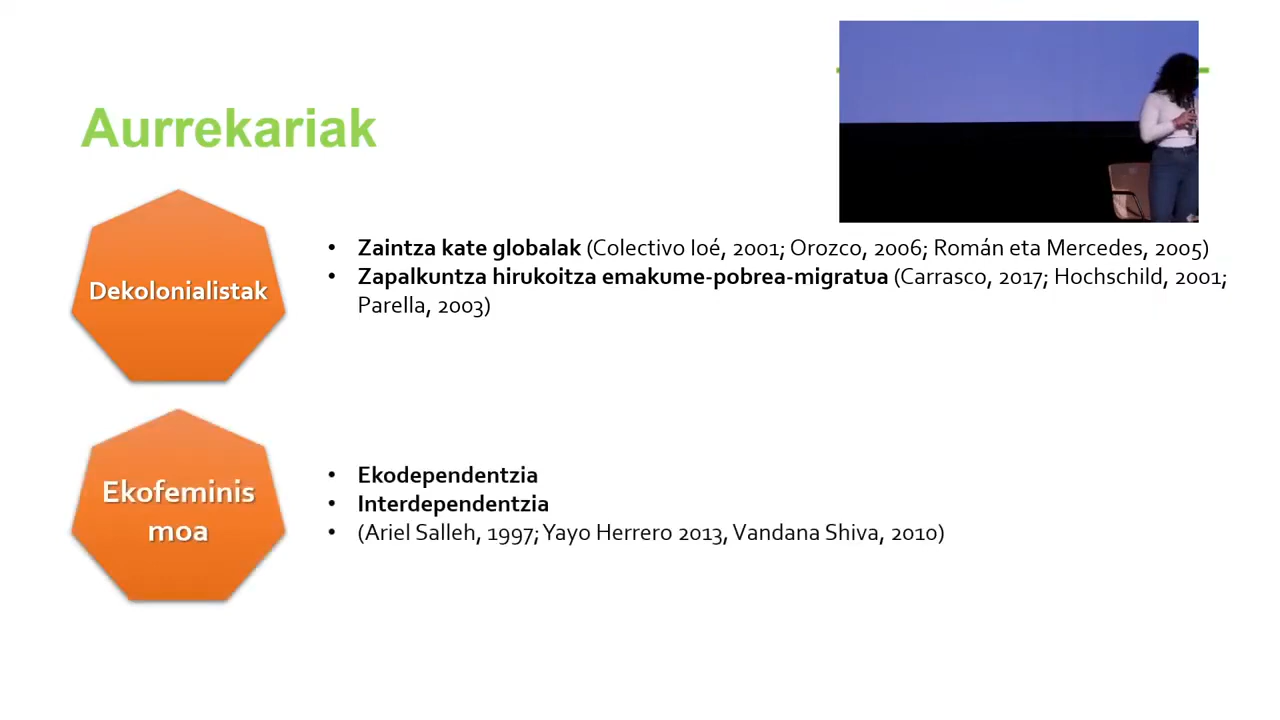 Aurrekariak
Dekolonialistak
• Zaintza kate globalak (Colectivo Ioé, 2001; Orozco, 2006; Román eta Mercedes, 2005)
• Zapalkuntza hirukoitza emakume-pobrea-migratua (Carrasco, 2017; Hochschild, 2001;
Parella, 2003)
Ekofeminis
moa
• Ekodependentzia
• Interdependentzia
• (Ariel Salleh, 1997; Yayo Herrero 2013, Vandana Shiva, 2010)